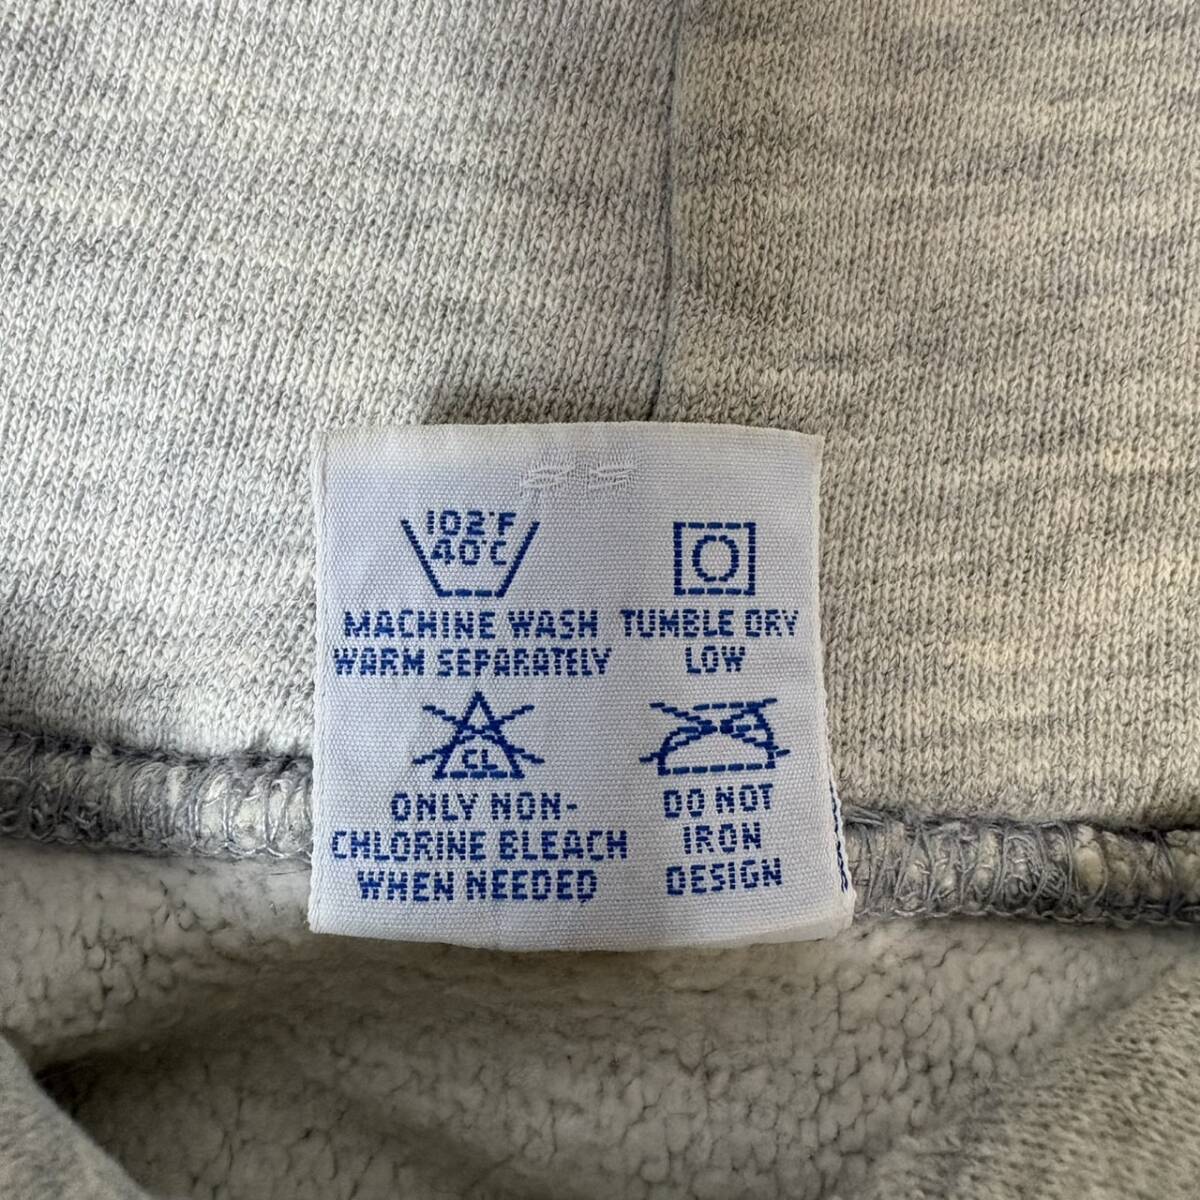 102°F
40°C
MACHINE WASH
WARM SEPARATELY
TUMBLE DRY
LOW
CL
ONLY NON-
CHLORINE BLEACH
WHEN NEEDED
DO NOT
IRON
DESIGN